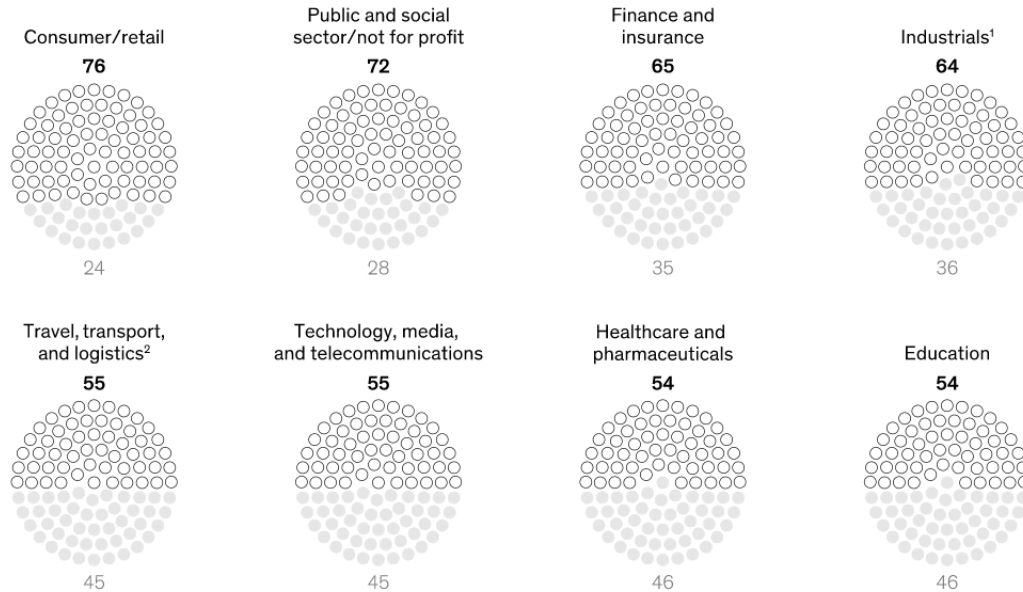 Consumer/retail
76
24
Public and social
sector/not for profit
72
28
Finance and
insurance
65
35
Industrials¹
64
36
Travel, transport,
and logistics²
55
45
Technology, media,
and telecommunications
55
45
Healthcare and
pharmaceuticals
54
46
Education
54
46